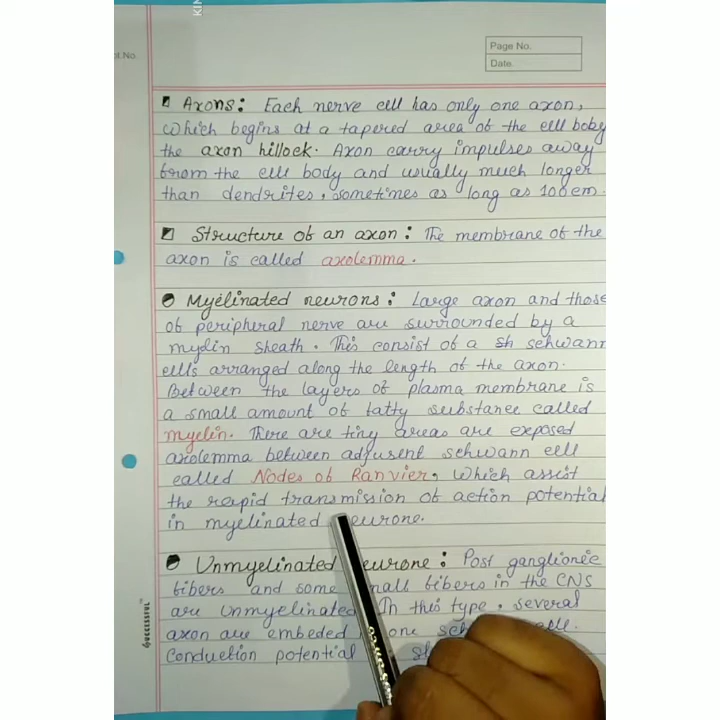 KIN
pt.No.
Page No.
Date.
Axons: Each nerve cell has only one axon,
which begins at a tapered area of the cell body
the axon hillock. Axon carry impulses away
from the cell body and usually much longer
than dendrites, sometimes as long as 100cm.
Structure of an axon: The membrane of the
axon is called axolemma.
Myelinated neurons: Large axon and those
of peripheral nerve are surrounded by a
myelin sheath. This consist of a sh schwann
cells arranged along the length of the axon.
Between the layers of plasma membrane is
a small amount of fatty substance called
myelin. There are tiny areas are exposed
axolemma between adjusent schwann cell
called Nodes of Ranvier, which assist
the rapid transmission of action potential
in myelinated neurone.
Unmyelinated neurone: Post ganglionic
fibers and some small fibers in the CNS
are unmyelinated. In this type, several
axon are embeded one
Conduction potential
SUCCESSFUL